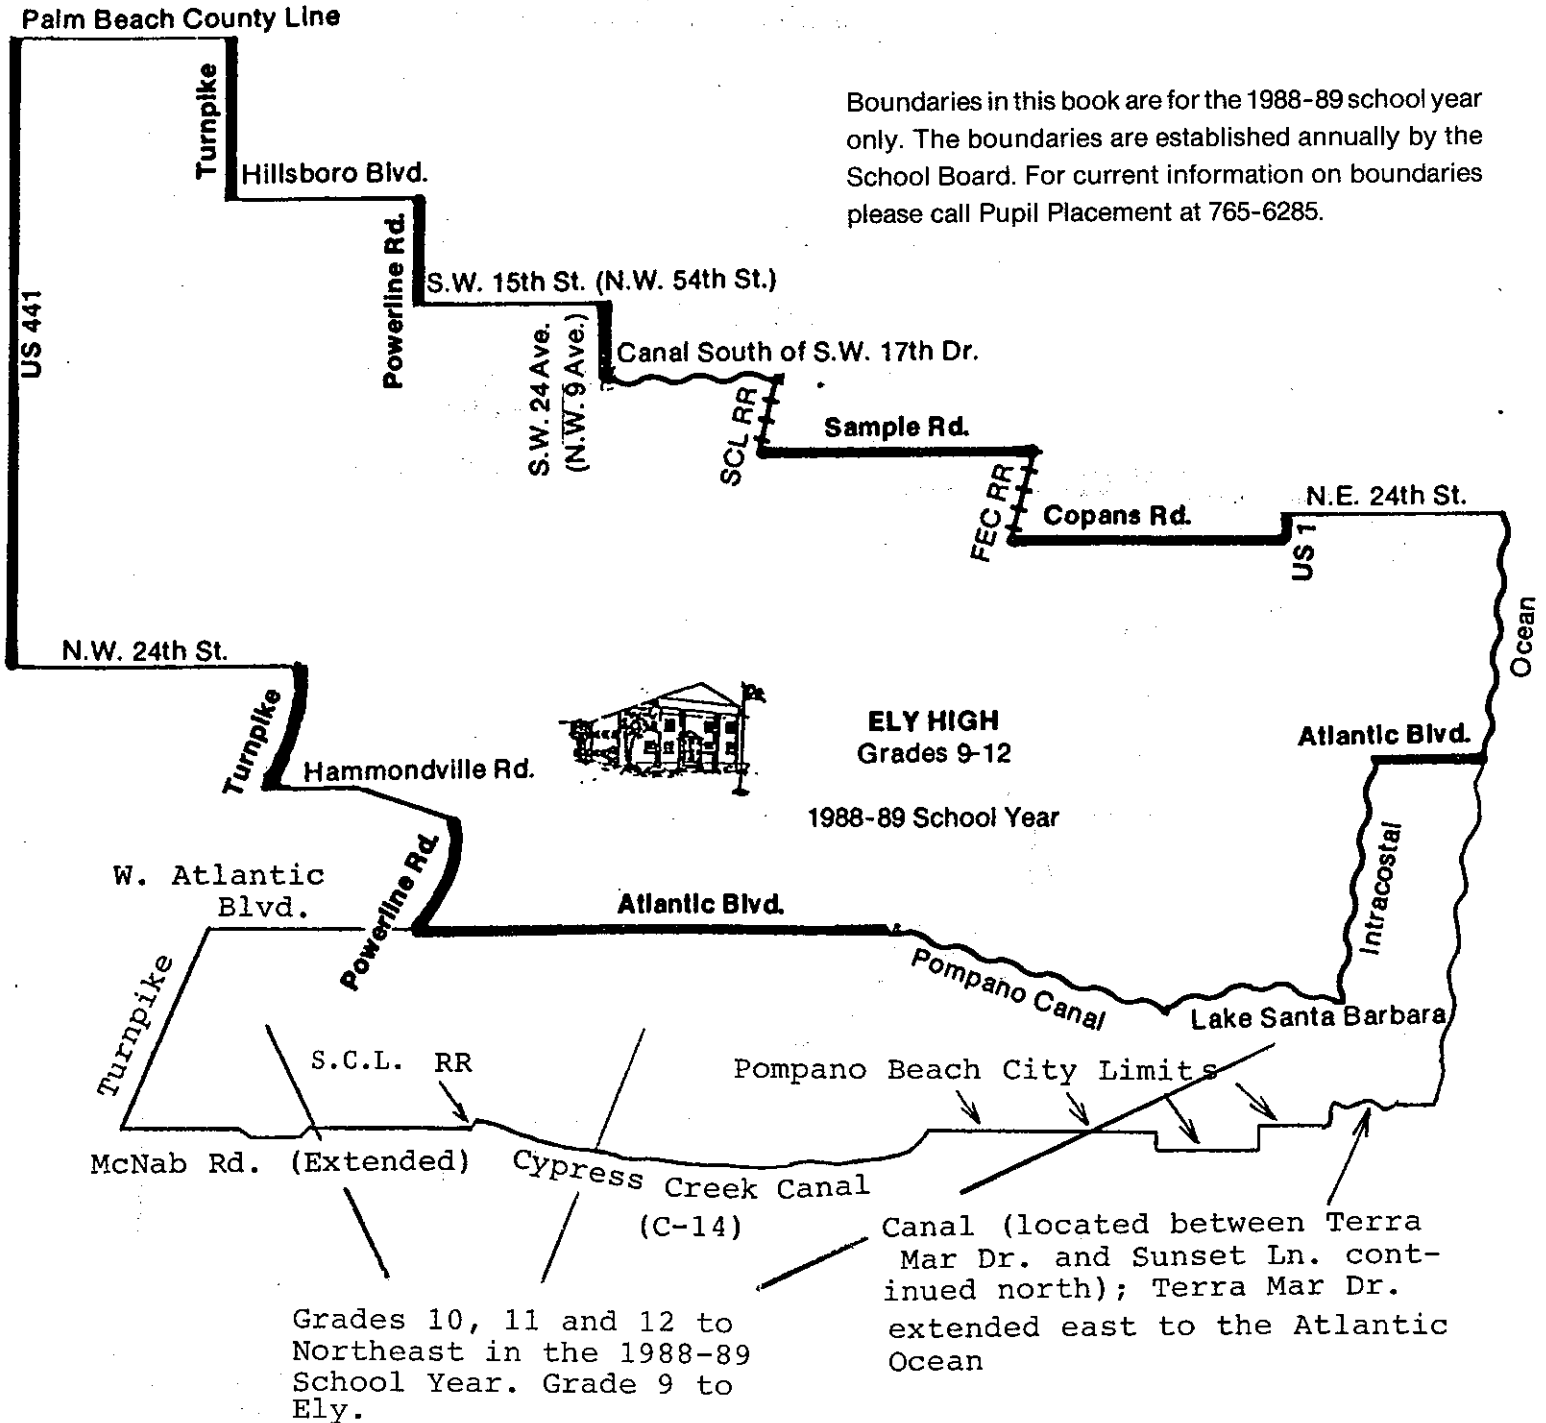 Palm Beach County Line
Turnpike
Hillsboro Blvd.
Boundaries in this book are for the 1988-89 school year
only. The boundaries are established annually by the
School Board. For current information on boundaries
please call Pupil Placement at 765-6285.
Powerline Rd.
S.W. 15th St. (N.W. 54th St.)
US 441
S.W. 24 Ave.
(N.W. 9 Ave.)
Canal South of S.W. 17th Dr.
SCL RR
Sample Rd.
FEC RR
Copans Rd.
US 1
N.E. 24th St.
Ocean
N.W. 24th St.
Turnpike
Hammondville Rd.
ELY HIGH
Grades 9-12
1988-89 School Year
Atlantic Blvd.
Intracostal
Powerline Rd.
W. Atlantic
Blvd.
Atlantic Blvd.
Turnpike
Pompano Canal
Lake Santa Barbara
S.C.L. RR
Pompano Beach City Limits
McNab Rd. (Extended)
Cypress Creek Canal
(C-14)
Canal (located between Terra
Mar Dr. and Sunset Ln. cont-
inued north); Terra Mar Dr.
extended east to the Atlantic
Ocean
Grades 10, 11 and 12 to
Northeast in the 1988-89
School Year. Grade 9 to
Ely.